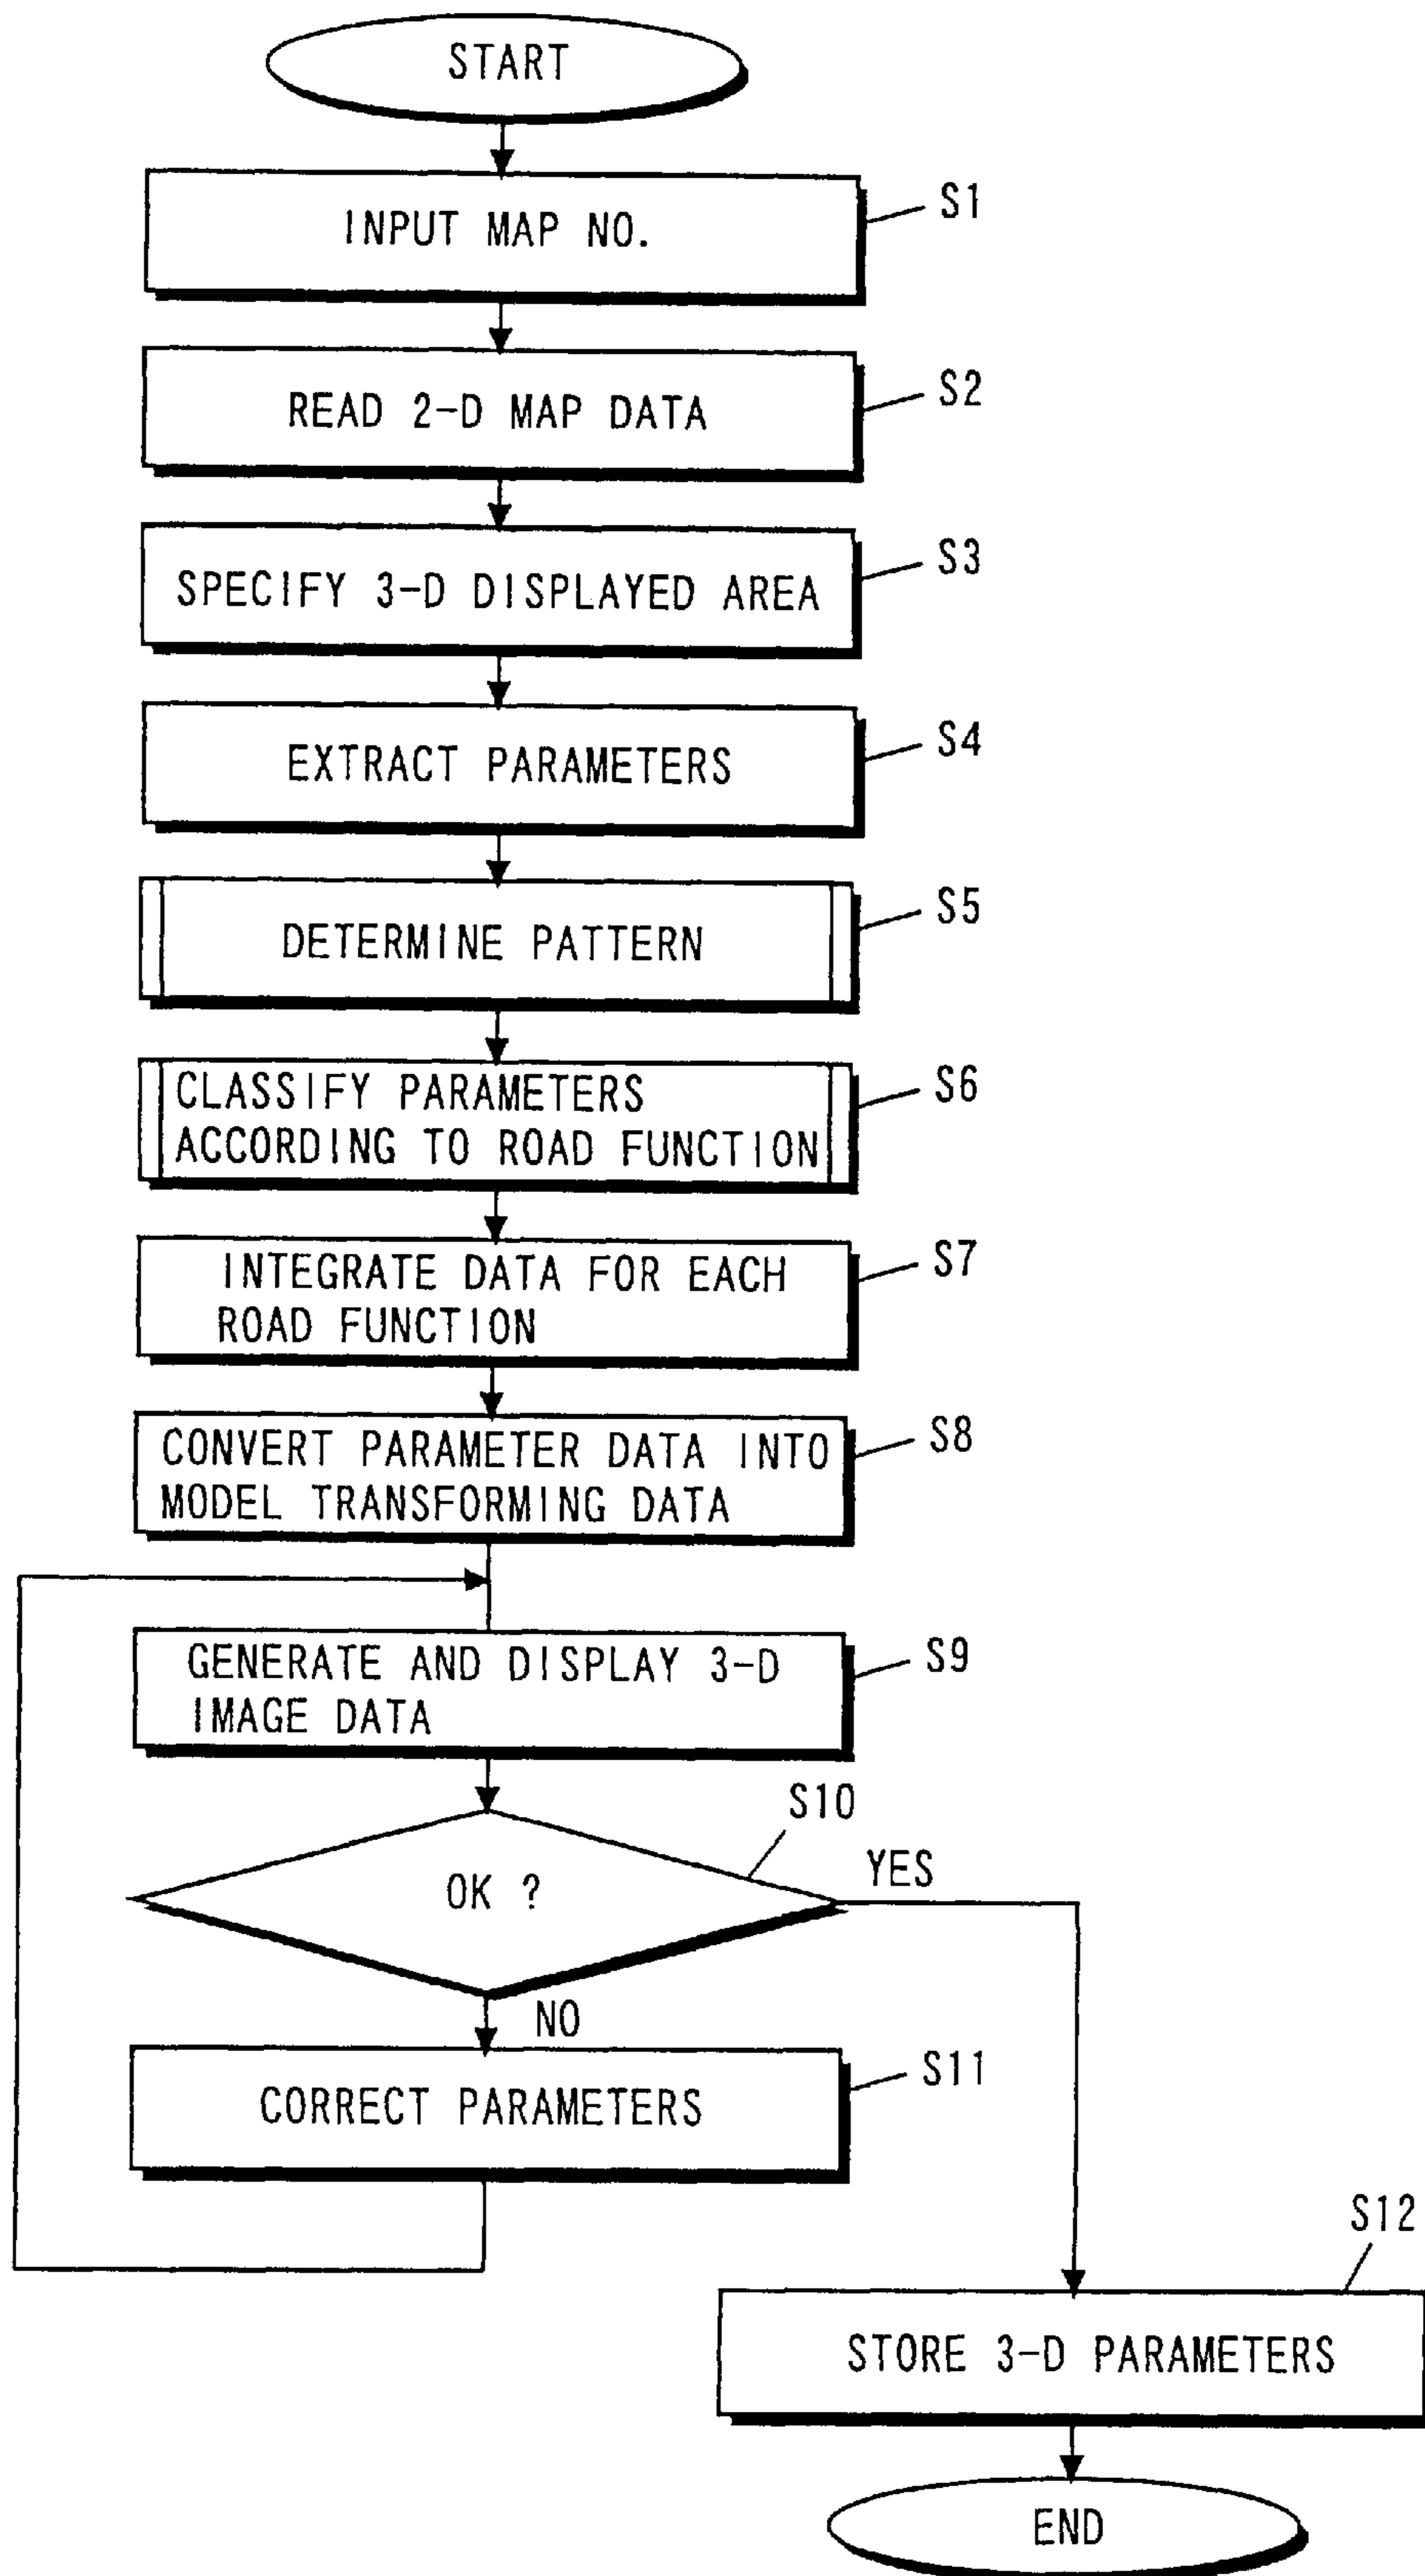 START
INPUT MAP NO.
S1
READ 2-D MAP DATA
S2
SPECIFY 3-D DISPLAYED AREA
S3
EXTRACT PARAMETERS
S4
DETERMINE PATTERN
S5
CLASSIFY PARAMETERS
ACCORDING TO ROAD FUNCTION
S6
INTEGRATE DATA FOR EACH
ROAD FUNCTION
S7
CONVERT PARAMETER DATA INTO
MODEL TRANSFORMING DATA
S8
GENERATE AND DISPLAY 3-D
IMAGE DATA
S9
S10
OK ?
YES
NO
CORRECT PARAMETERS
S11
S12
STORE 3-D PARAMETERS
END